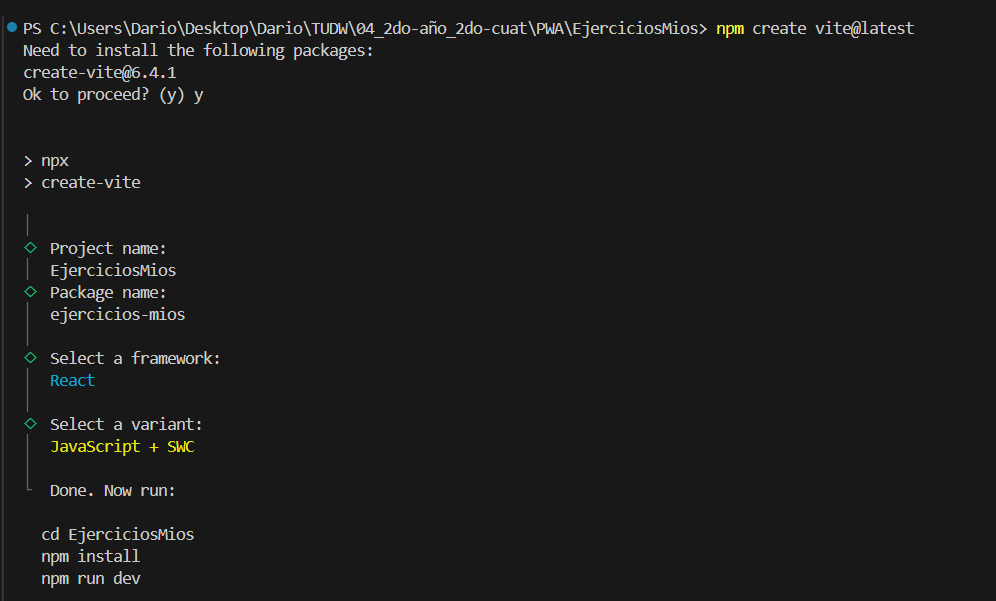 PS C:\Users\Dario\Desktop\Dario\TUDW\04_2do-año_2do-cuat\PWA\EjerciciosMios> npm create vite@latest
Need to install the following packages:
create-vite@6.4.1
Ok to proceed? (y) y
> npx
> create-vite
Project name:
EjerciciosMios
Package name:
ejercicios-mios
Select a framework:
React
Select a variant:
JavaScript + SWC
Done. Now run:
cd EjerciciosMios
npm install
npm run dev